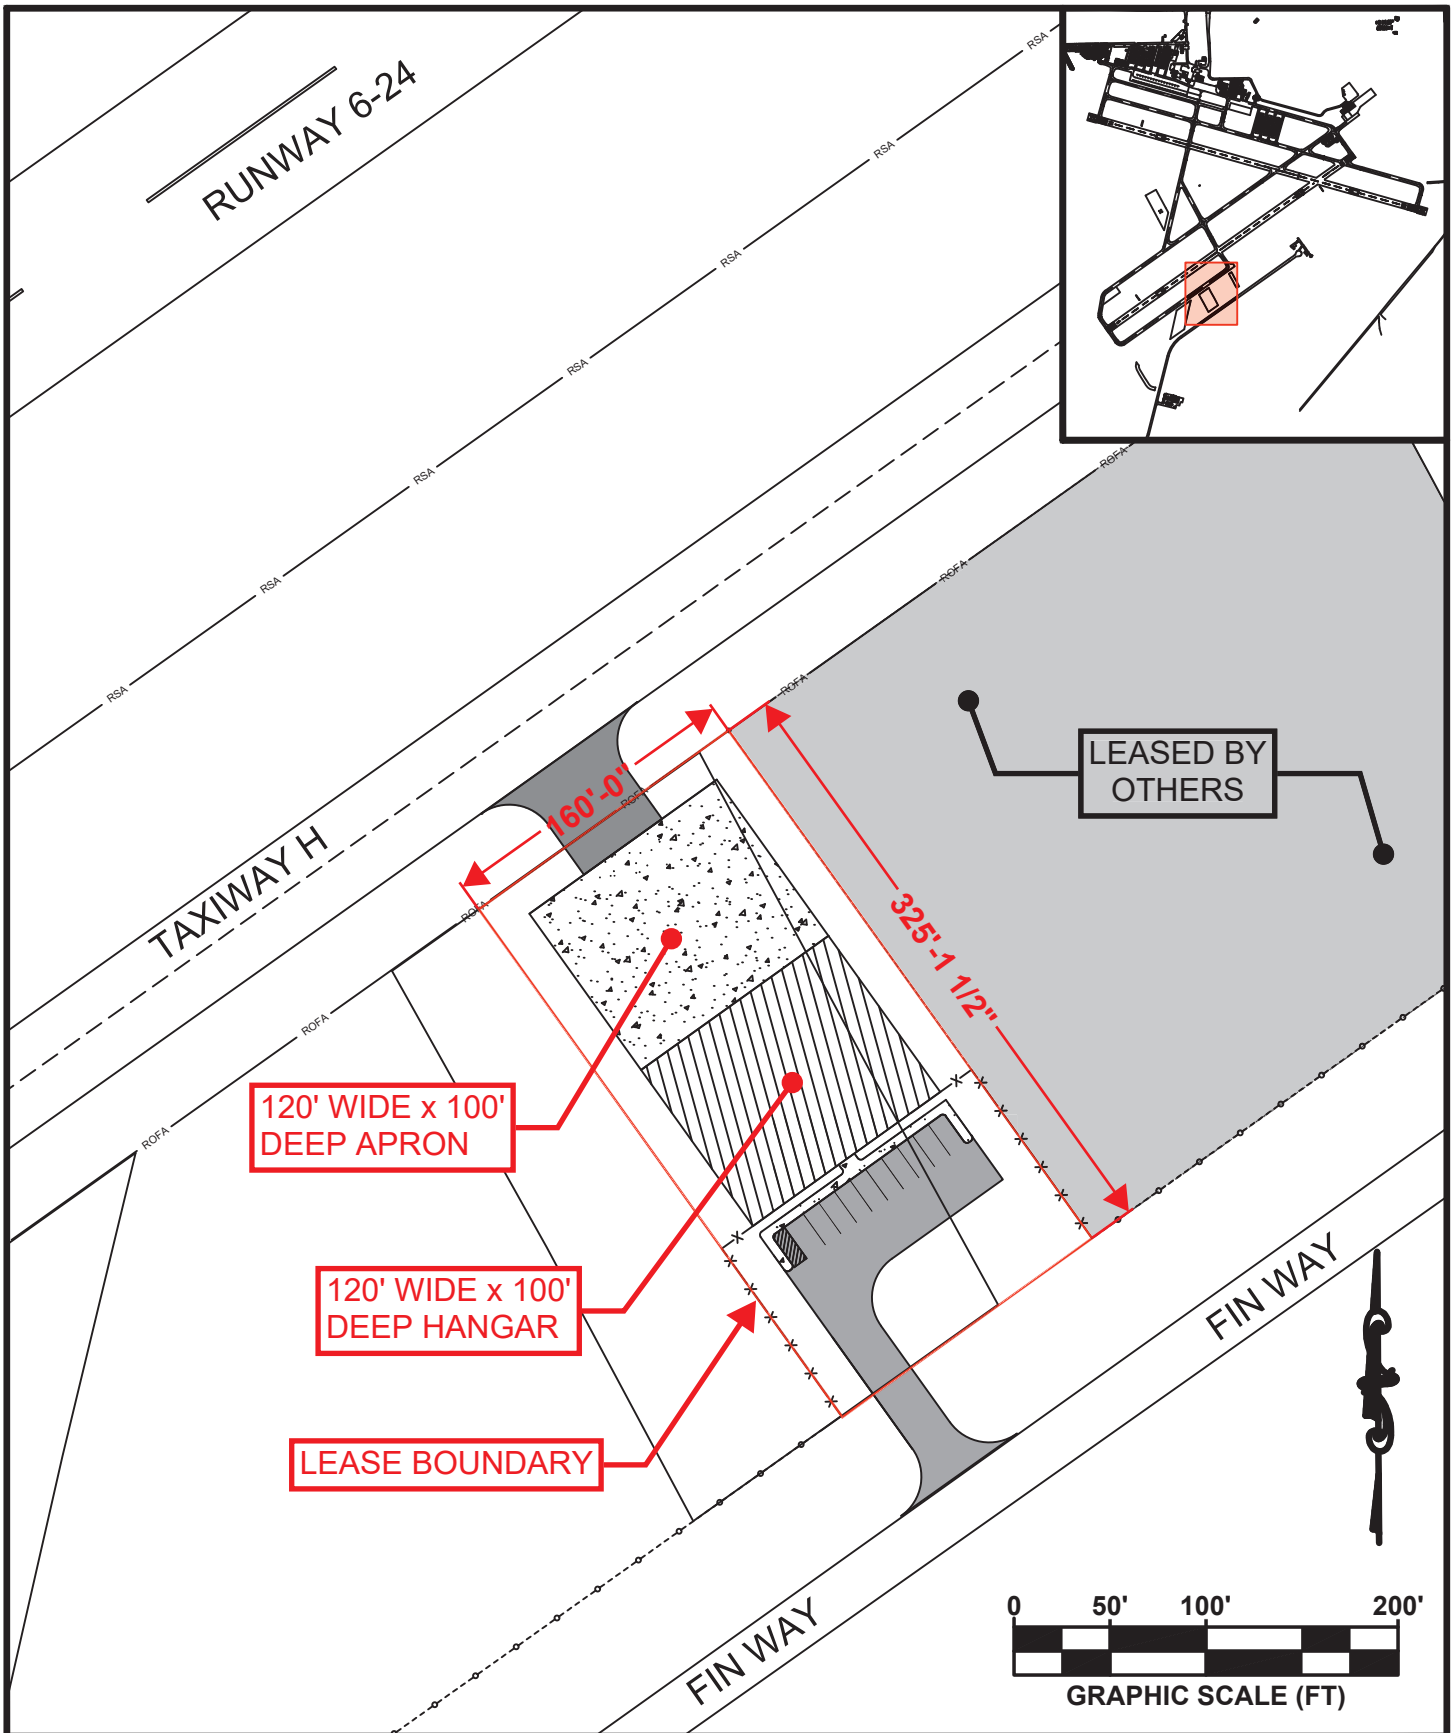 RUNWAY 6-24
RSA
RSA
RSA
RSA
RSA
RSA
RSA
ROFA
ROFA
ROFA
ROFA
ROFA
ROFA
ROFA
TAXIWAY H
160'-0"
325'-1 1/2"
LEASED BY
OTHERS
120' WIDE x 100'
DEEP APRON
120' WIDE x 100'
DEEP HANGAR
LEASE BOUNDARY
FIN WAY
FIN WAY
0 50' 100' 200'
GRAPHIC SCALE (FT)